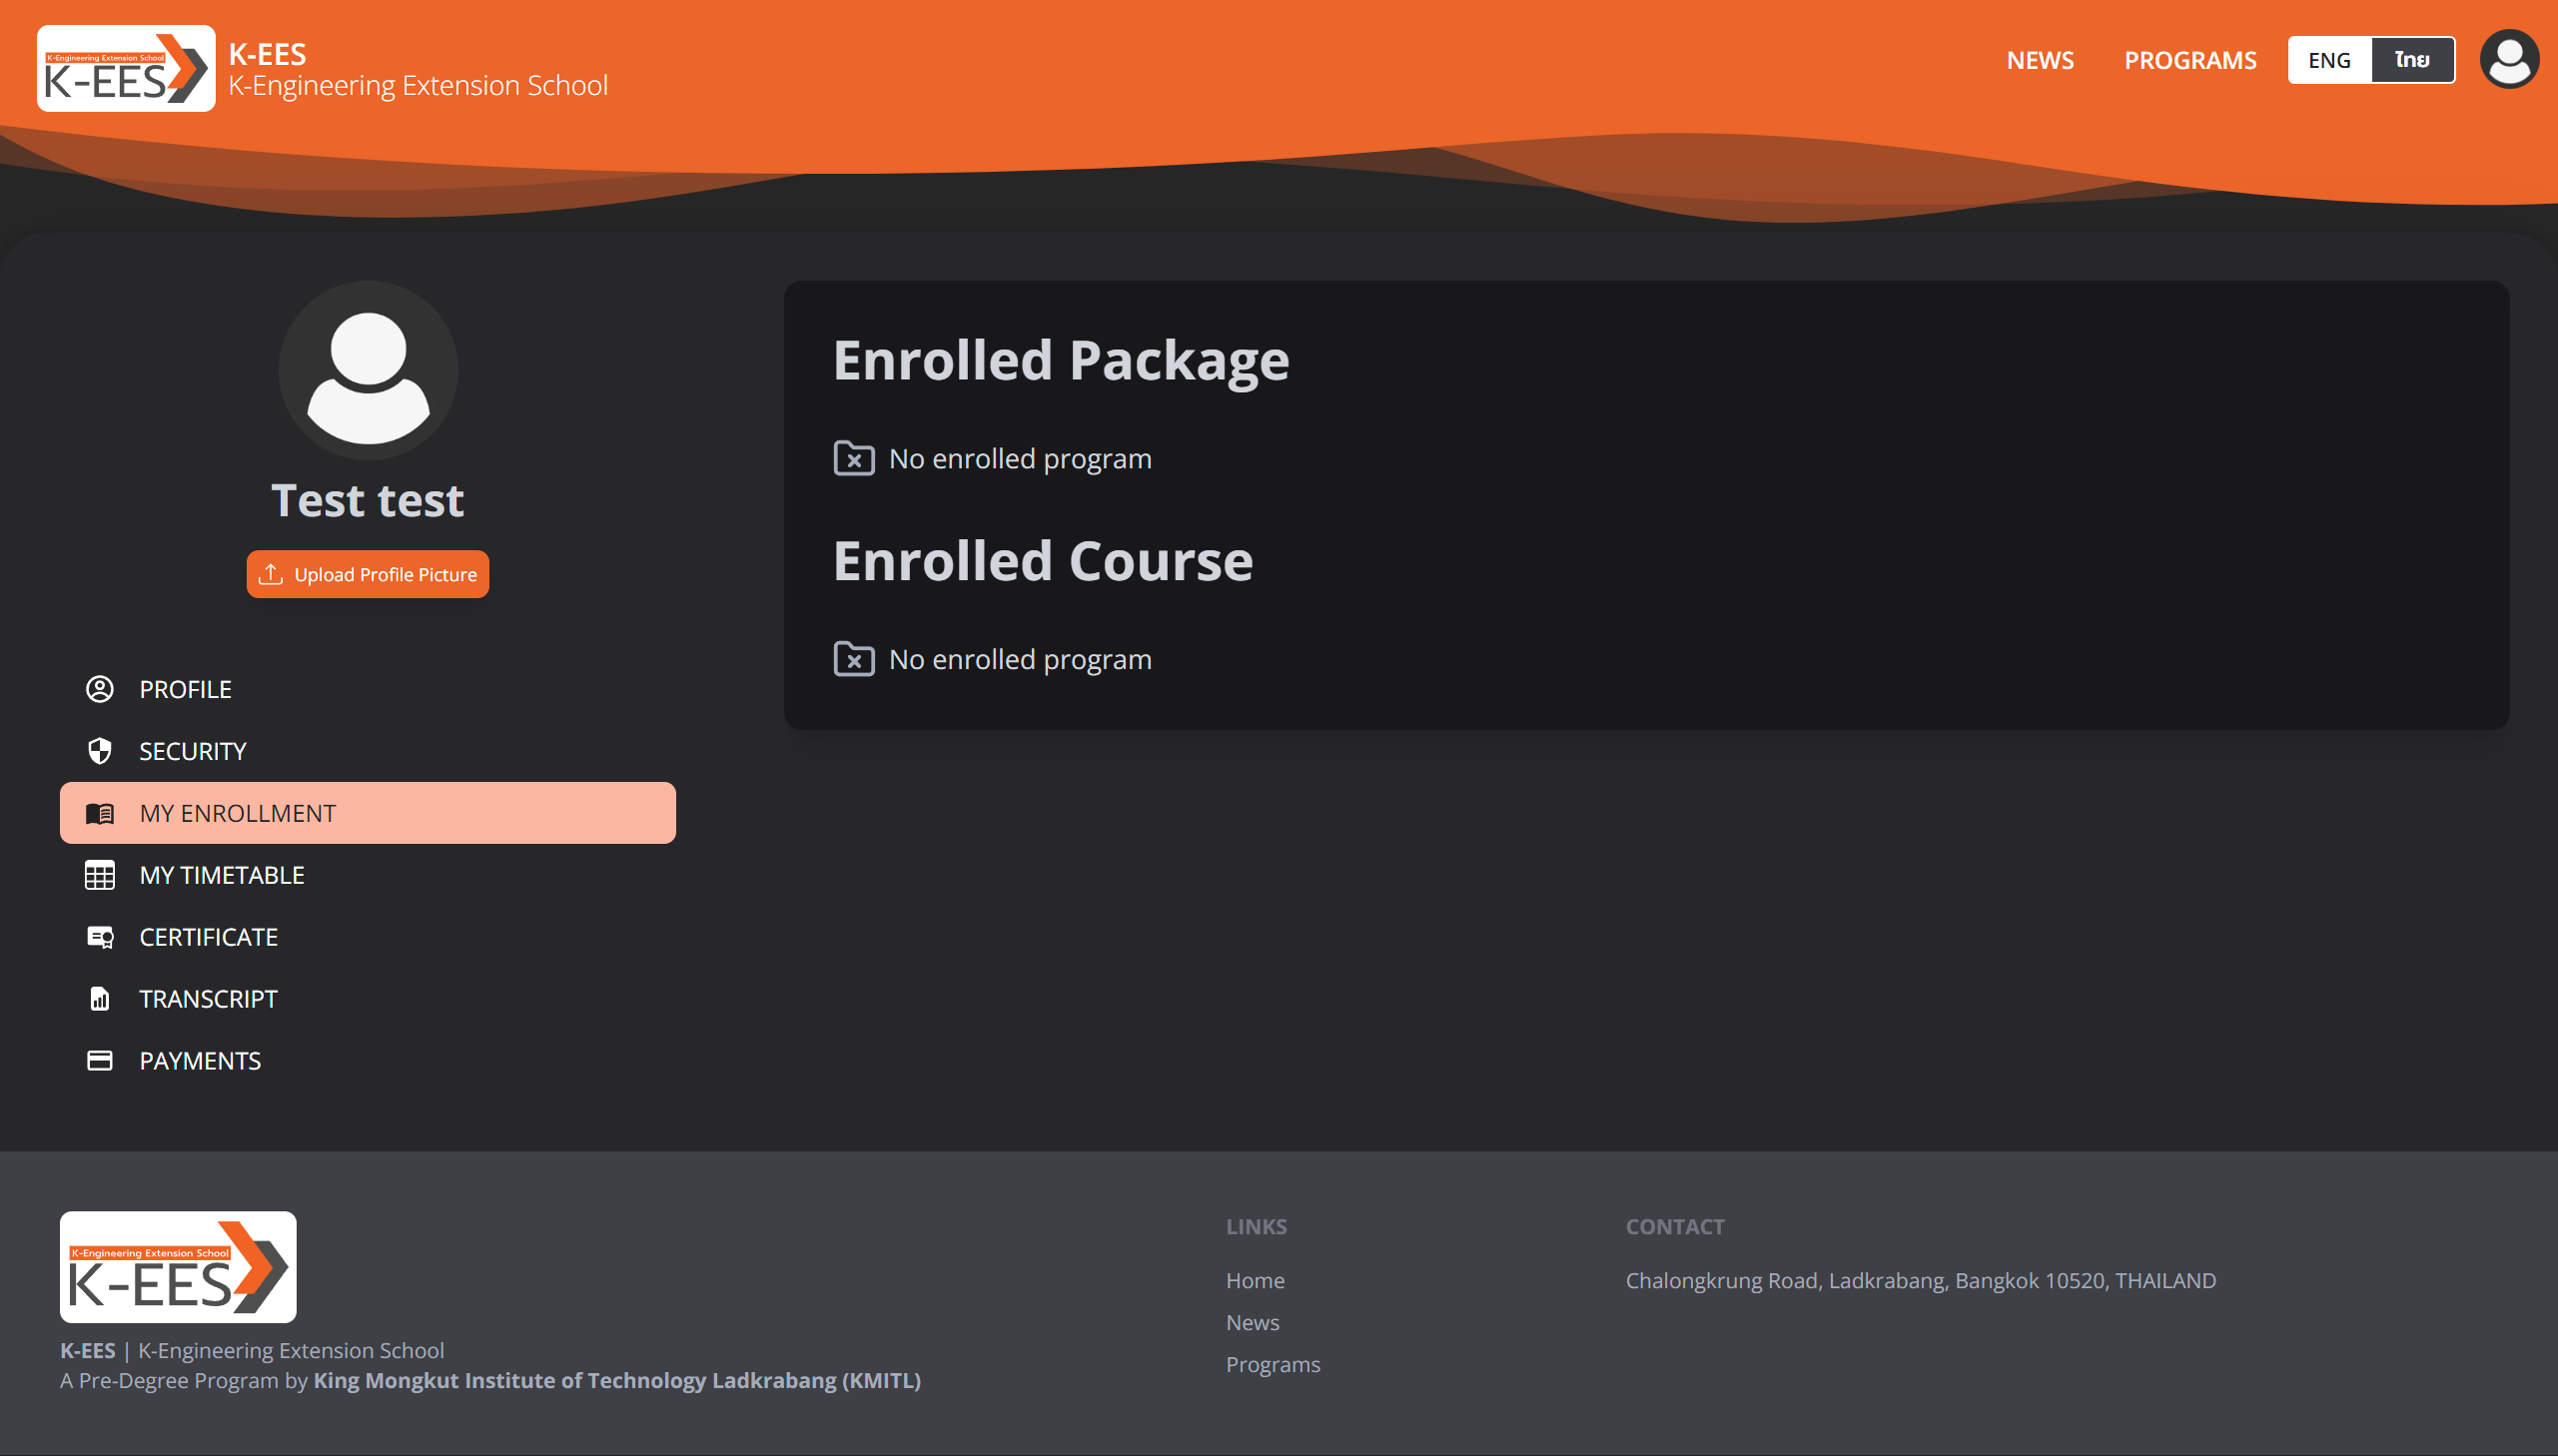 K-Engineering Extension School
K-EES
K-EES
K-Engineering Extension School
NEWS
PROGRAMS
ENG
ไทย
Test test
Upload Profile Picture
PROFILE
SECURITY
MY ENROLLMENT
MY TIMETABLE
CERTIFICATE
TRANSCRIPT
PAYMENTS
Enrolled Package
No enrolled program
Enrolled Course
No enrolled program
K-Engineering Extension School
K-EES
K-EES | K-Engineering Extension School
A Pre-Degree Program by King Mongkut Institute of Technology Ladkrabang (KMITL)
LINKS
Home
News
Programs
CONTACT
Chalongkrung Road, Ladkrabang, Bangkok 10520, THAILAND